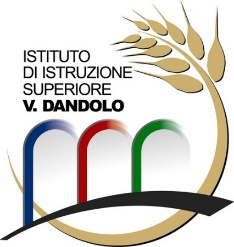 ISTITUTO
DI ISTRUZIONE
SUPERIORE
V. DANDOLO